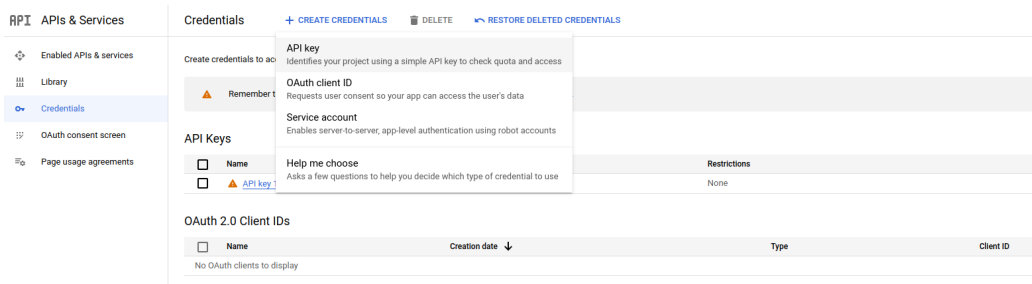 API APIs & Services
Credentials
+ CREATE CREDENTIALS
DELETE
RESTORE DELETED CREDENTIALS
Enabled APIs & services
Library
Credentials
OAuth consent screen
Page usage agreements
Create credentials to ac
Remember t
API key
Identifies your project using a simple API key to check quota and access
OAuth client ID
Requests user consent so your app can access the user's data
Service account
Enables server-to-server, app-level authentication using robot accounts
Help me choose
Asks a few questions to help you decide which type of credential to use
API Keys
Name Restrictions
API key 1 None
OAuth 2.0 Client IDs
Name Creation date Type Client ID
No OAuth clients to display